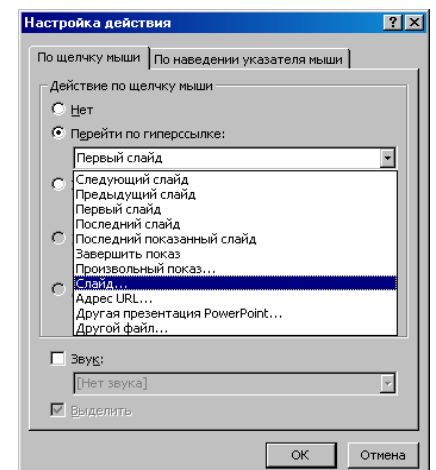 Настройка действия
По щелчку мыши По наведении указателя мыши
Действие по щелчку мыши
Нет
Перейти по гиперссылке:
Первый слайд
Следующий слайд
Предыдущий слайд
Первый слайд
Последний слайд
Последний показанный слайд
Завершить показ
Произвольный показ...
Слайд...
Адрес URL...
Другая презентация PowerPoint...
Другой файл...
Звук:
[Нет звука]
Выделить
ОК Отмена